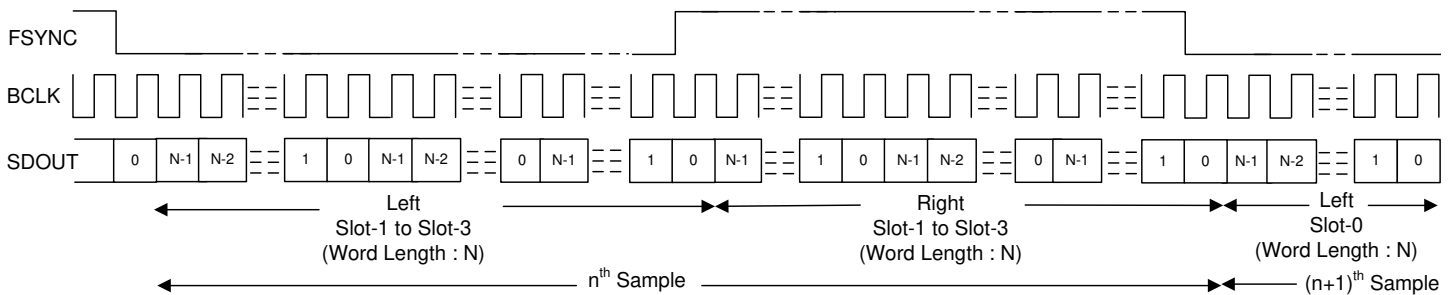 FSYNC
BCLK
SDOUT 0 N-1 N-2 1 0 N-1 N-2 0 N-1 1 0 N-1 1 0 N-1 N-2 0 N-1 1 0 N-1 N-2 1 0
Left Right Left
Slot-1 to Slot-3 Slot-1 to Slot-3 Slot-0
(Word Length : N) (Word Length : N) (Word Length : N)
nth Sample (n+1)th Sample